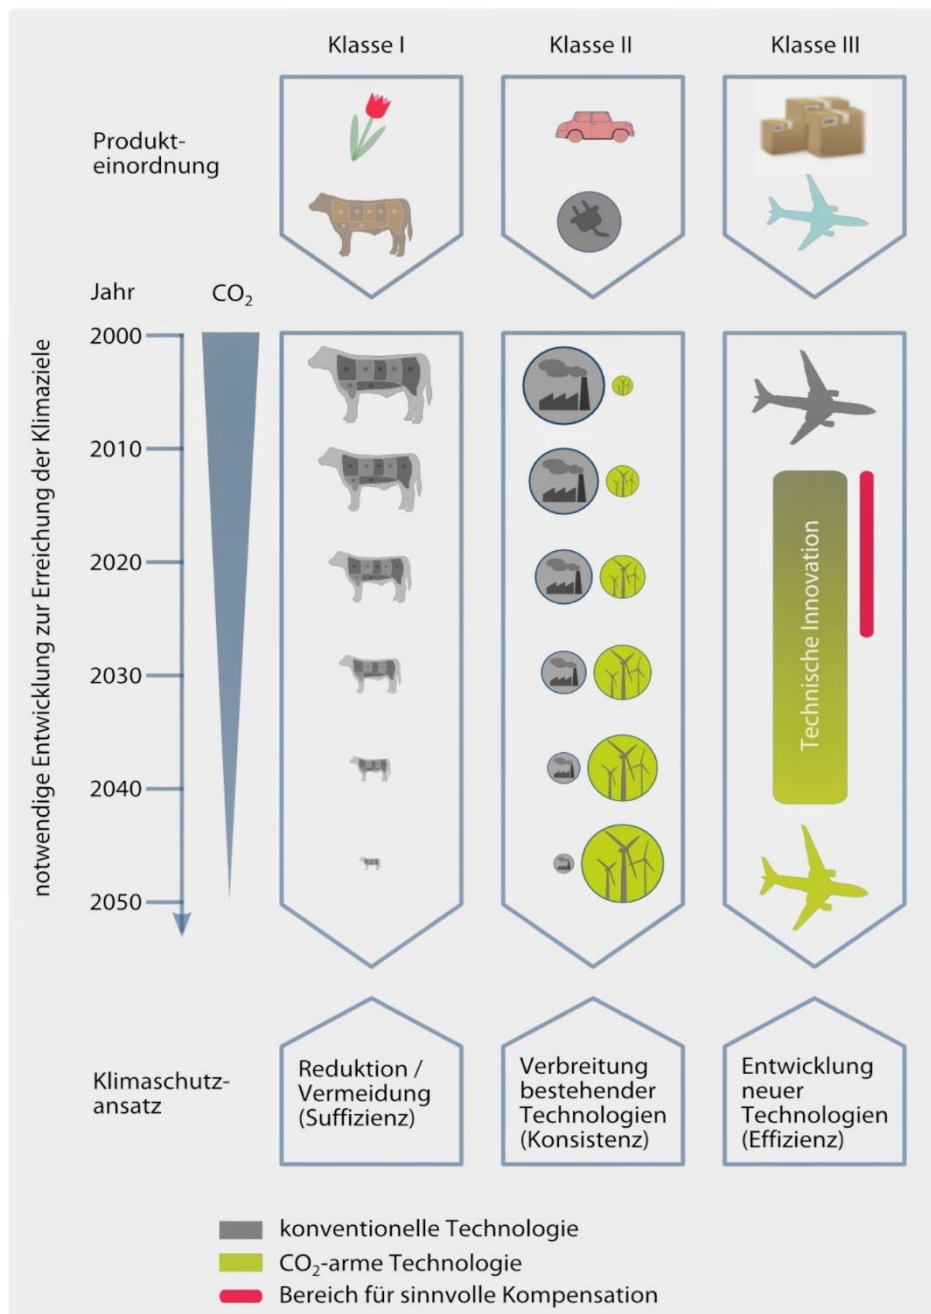 Klasse I
Klasse II
Klasse III
Produkt-
einordnung
Jahr
CO₂
notwendige Entwicklung zur Erreichung der Klimaziele
2000
2010
2020
2030
2040
2050
Technische Innovation
Klimaschutz-
ansatz
Reduktion /
Vermeidung
(Suffizienz)
Verbreitung
bestehender
Technologien
(Konsistenz)
Entwicklung
neuer
Technologien
(Effizienz)
konventionelle Technologie
CO₂-arme Technologie
Bereich für sinnvolle Kompensation